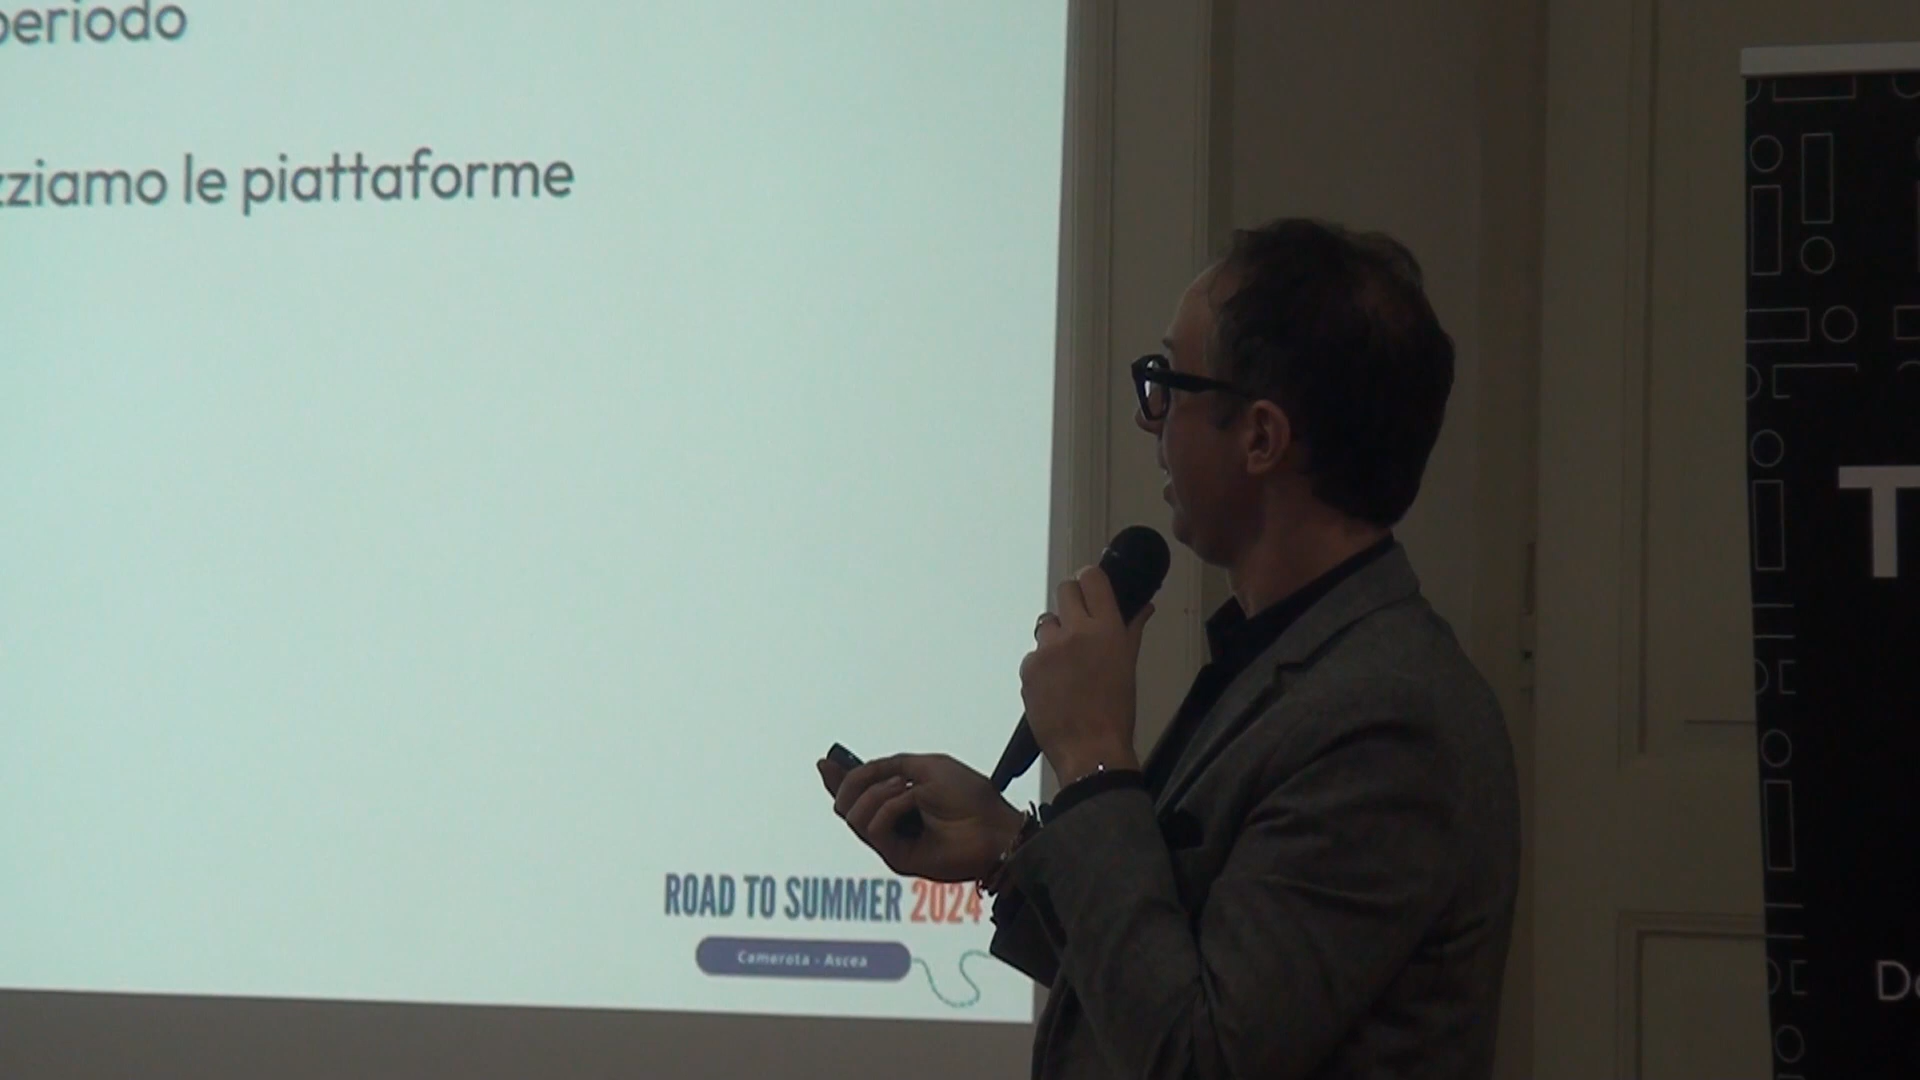 periodo
zziamo le piattaforme
ROAD TO SUMMER 2024
Camerota - Ascea
T